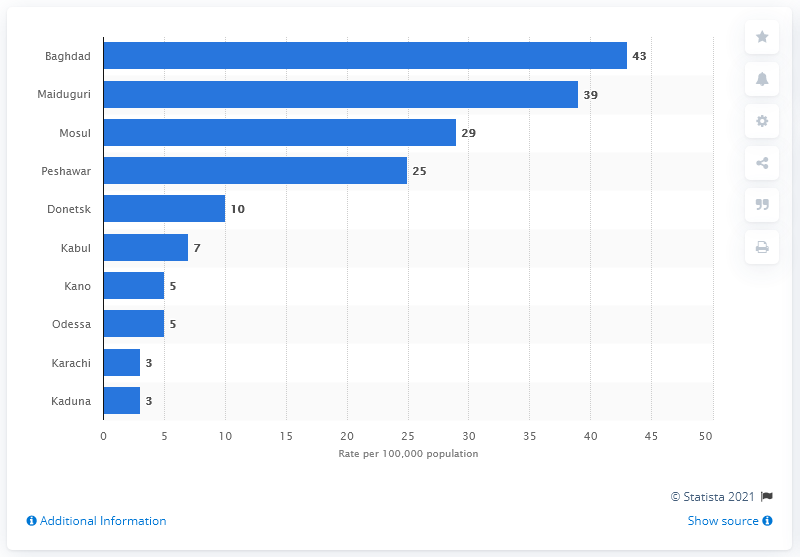 Baghdad 43
Maiduguri 39
Mosul 29
Peshawar 25
Donetsk 10
Kabul 7
Kano 5
Odessa 5
Karachi 3
Kaduna 3
0 5 10 15 20 25 30 35 40 45 50
Rate per 100,000 population
© Statista 2021
Additional Information Show source